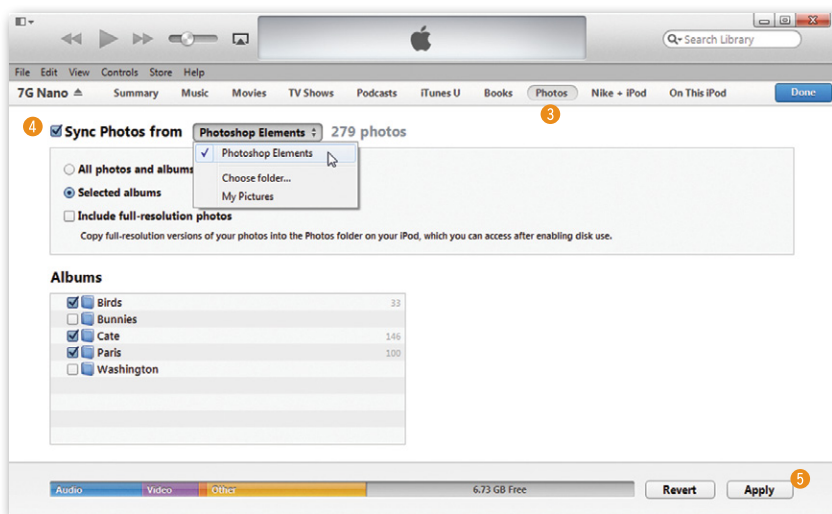 Search Library
File Edit View Controls Store Help
7G Nano Summary Music Movies TV Shows Podcasts iTunes U Books Photos Nike + iPod On This iPod Done
3
4 Sync Photos from Photoshop Elements 279 photos
Photoshop Elements
Choose folder...
My Pictures
All photos and albums
Selected albums
Include full-resolution photos
Copy full-resolution versions of your photos into the Photos folder on your iPod, which you can access after enabling disk use.
Albums
Birds 33
Bunnies
Cate 146
Paris 100
Washington
5
Audio Video Other 6.73 GB Free Revert Apply